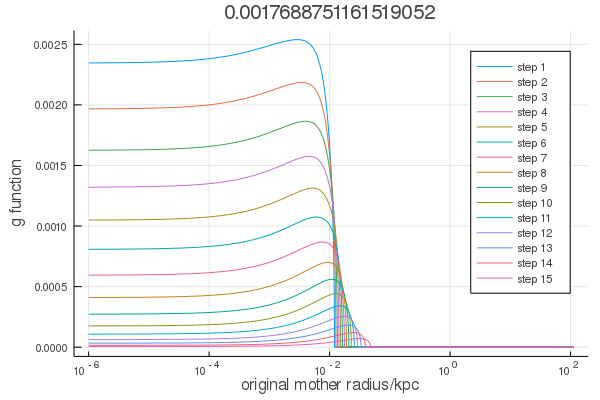 0.0017688751161519052
g function
0.0025
0.0020
0.0015
0.0010
0.0005
0.0000
10^-6
10^-4
10^-2
10^0
10^2
original mother radius/kpc
step 1
step 2
step 3
step 4
step 5
step 6
step 7
step 8
step 9
step 10
step 11
step 12
step 13
step 14
step 15